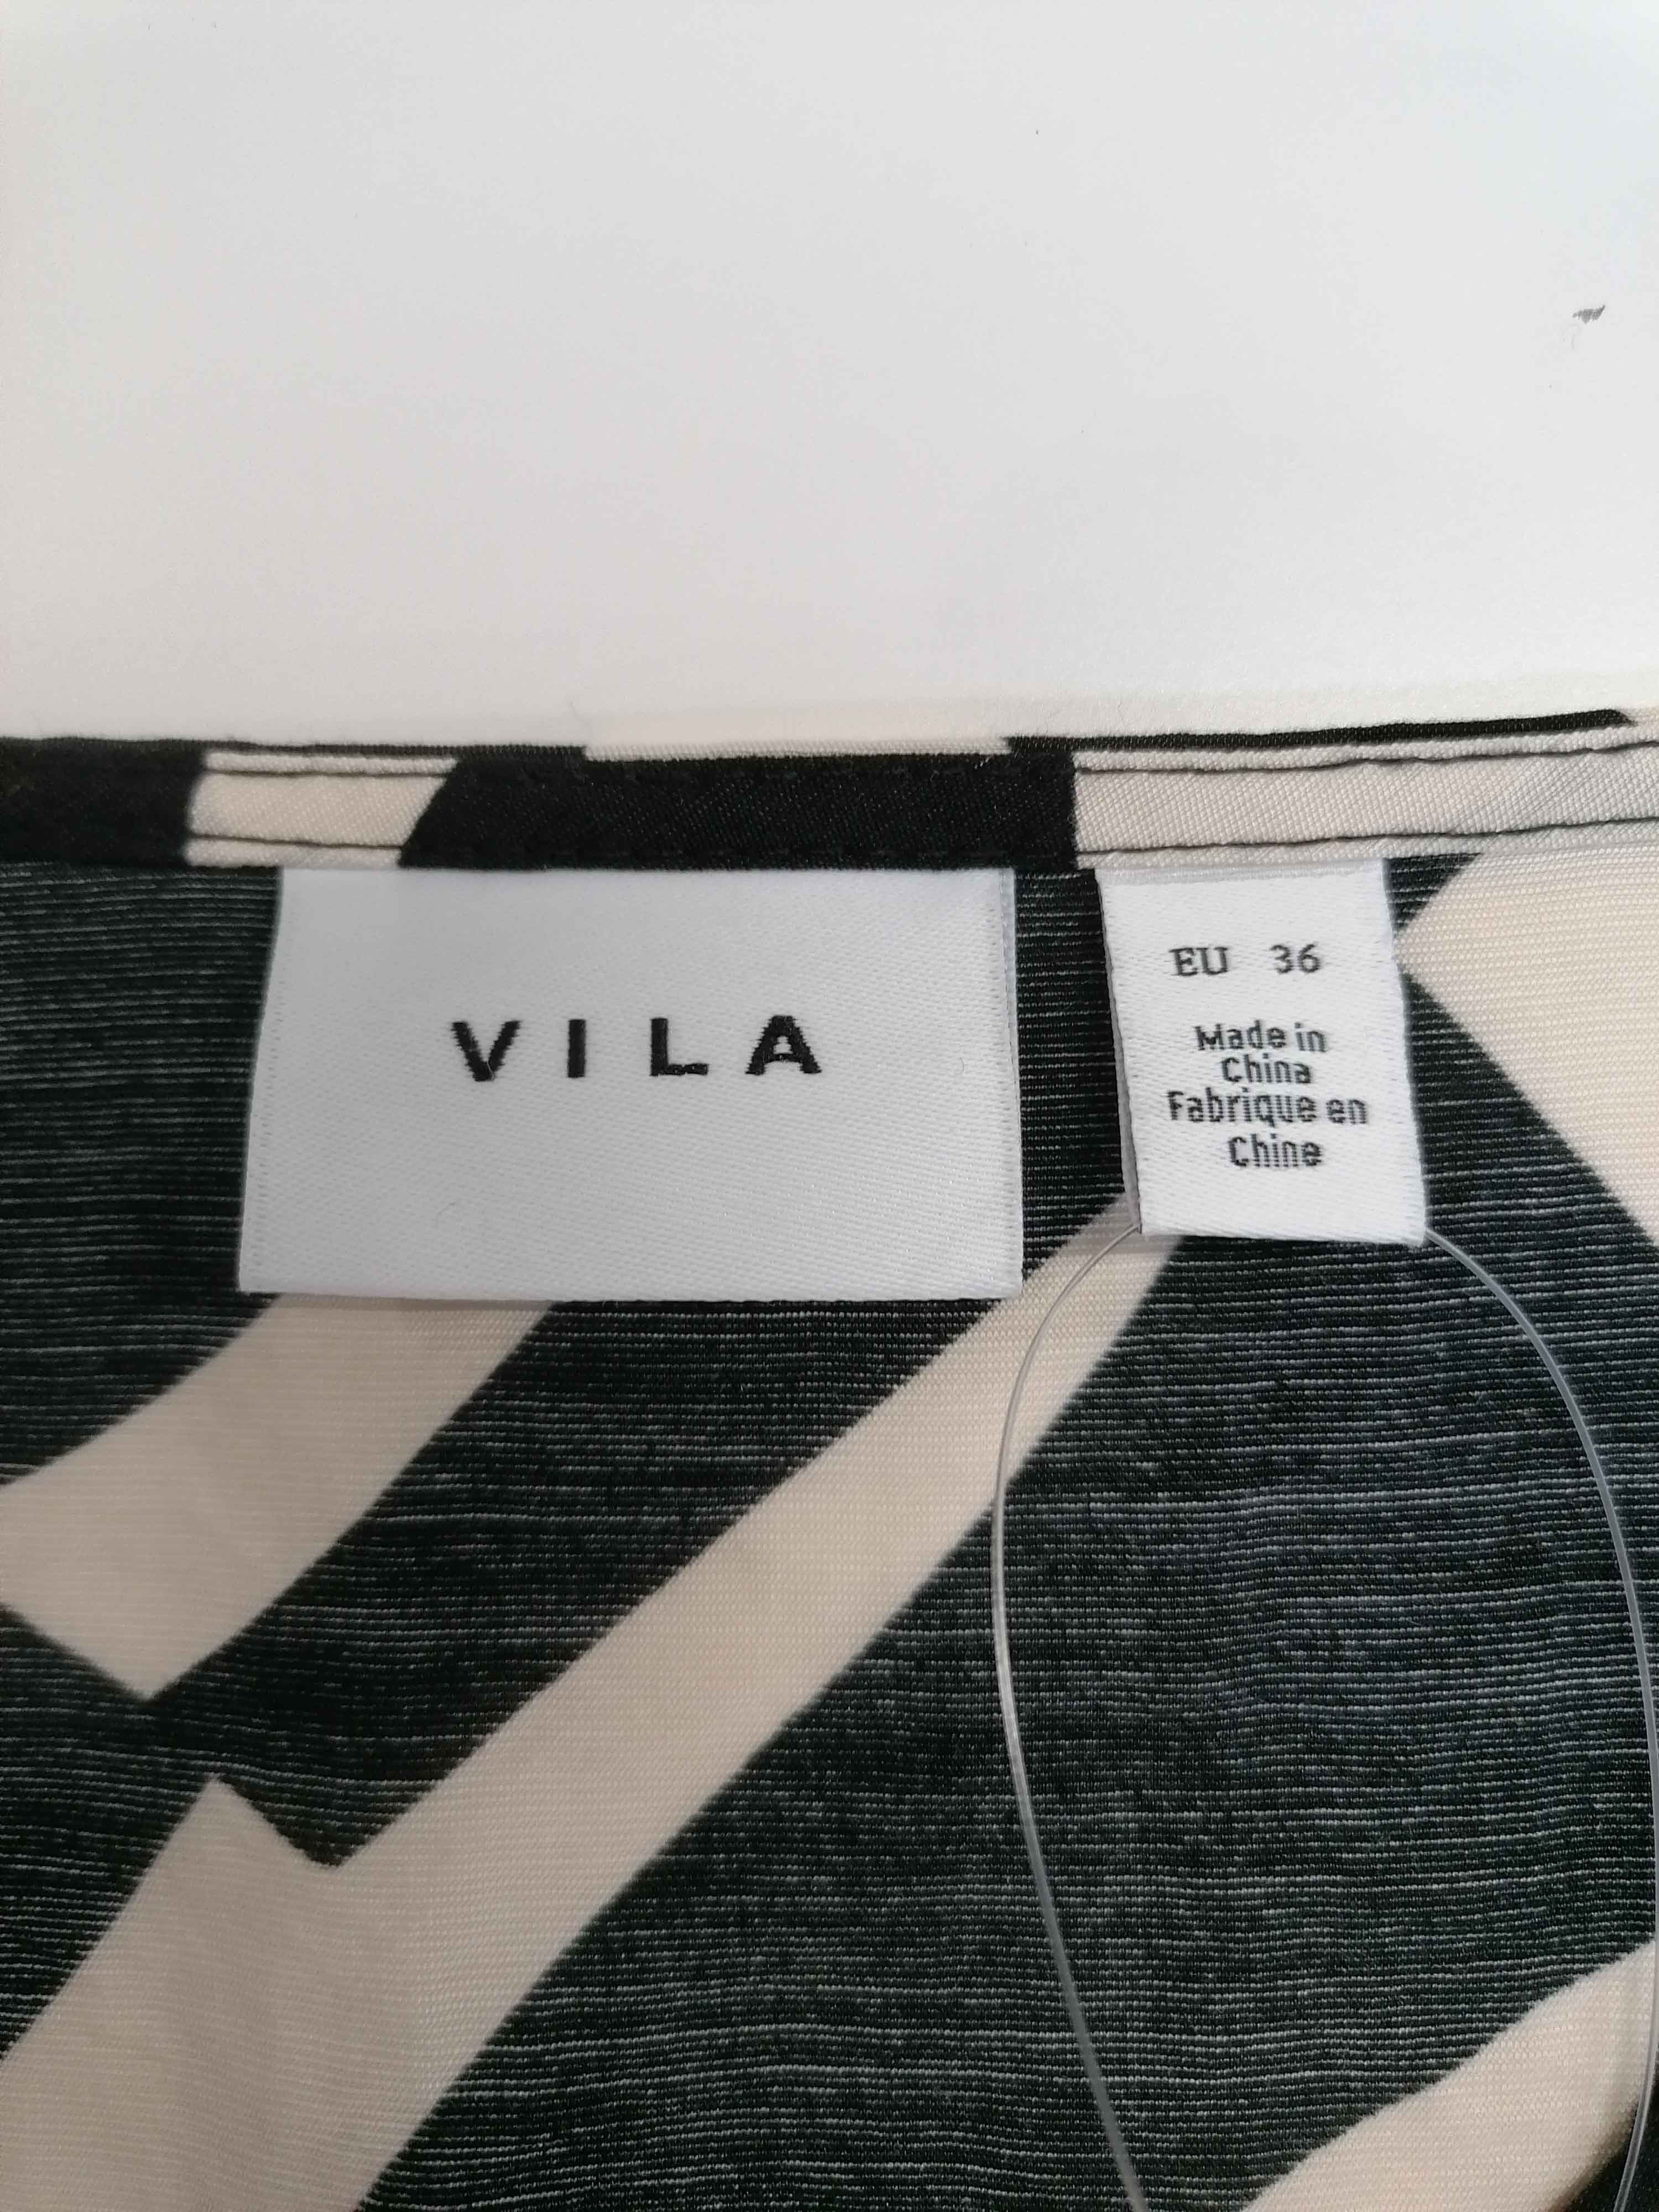 VILA
EU 36
Made in
China
Fabrique en
Chine